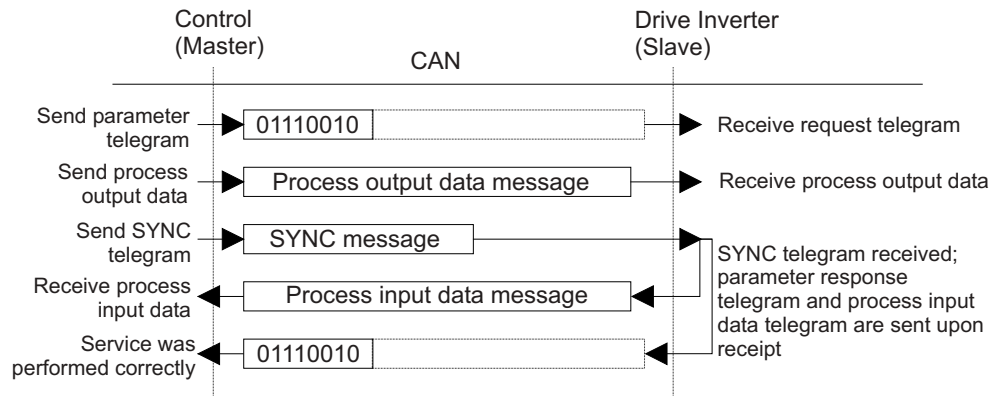 Control
(Master)
CAN
Drive Inverter
(Slave)
Send parameter
telegram
01110010
Receive request telegram
Send process
output data
Process output data message
Receive process output data
Send SYNC
telegram
SYNC message
SYNC telegram received;
parameter response
telegram and process input
data telegram are sent upon
receipt
Receive process
input data
Process input data message
Service was
performed correctly
01110010